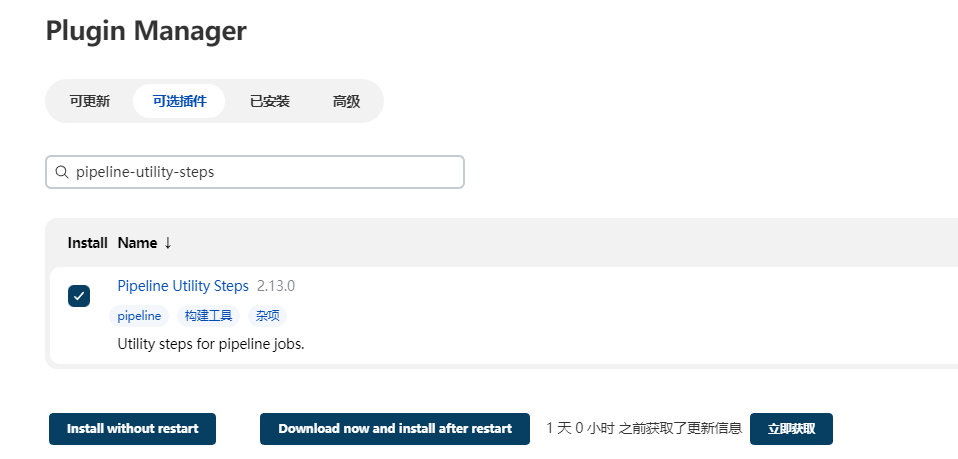 Plugin Manager
可更新 可选插件 已安装 高级
pipeline-utility-steps
Install Name ↓
Pipeline Utility Steps 2.13.0
pipeline 构建工具 杂项
Utility steps for pipeline jobs.
Install without restart Download now and install after restart 1 天 0 小时 之前获取了更新信息 立即获取